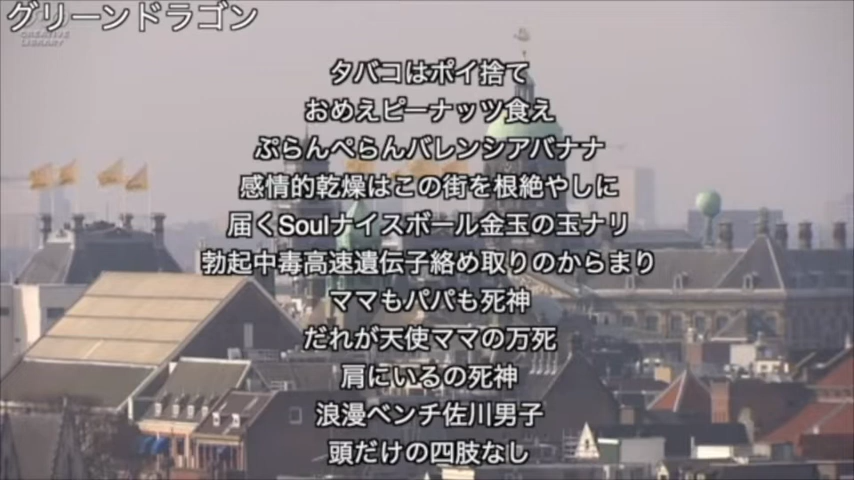 グリーンドラゴン
CREATIVE
LIBRARY
タバコはポイ捨て
おめえピーナッツ食え
ぷらんぺらんバレンシアバナナ
感情的乾燥はこの街を根絶やしに
届くSoulナイスボール金玉の玉ナリ
勃起中毒高速遺伝子絡め取りのからまり
ママもパパも死神
だれが天使ママの万死
肩にいるの死神
浪漫ベンチ佐川男子
頭だけの四肢なし